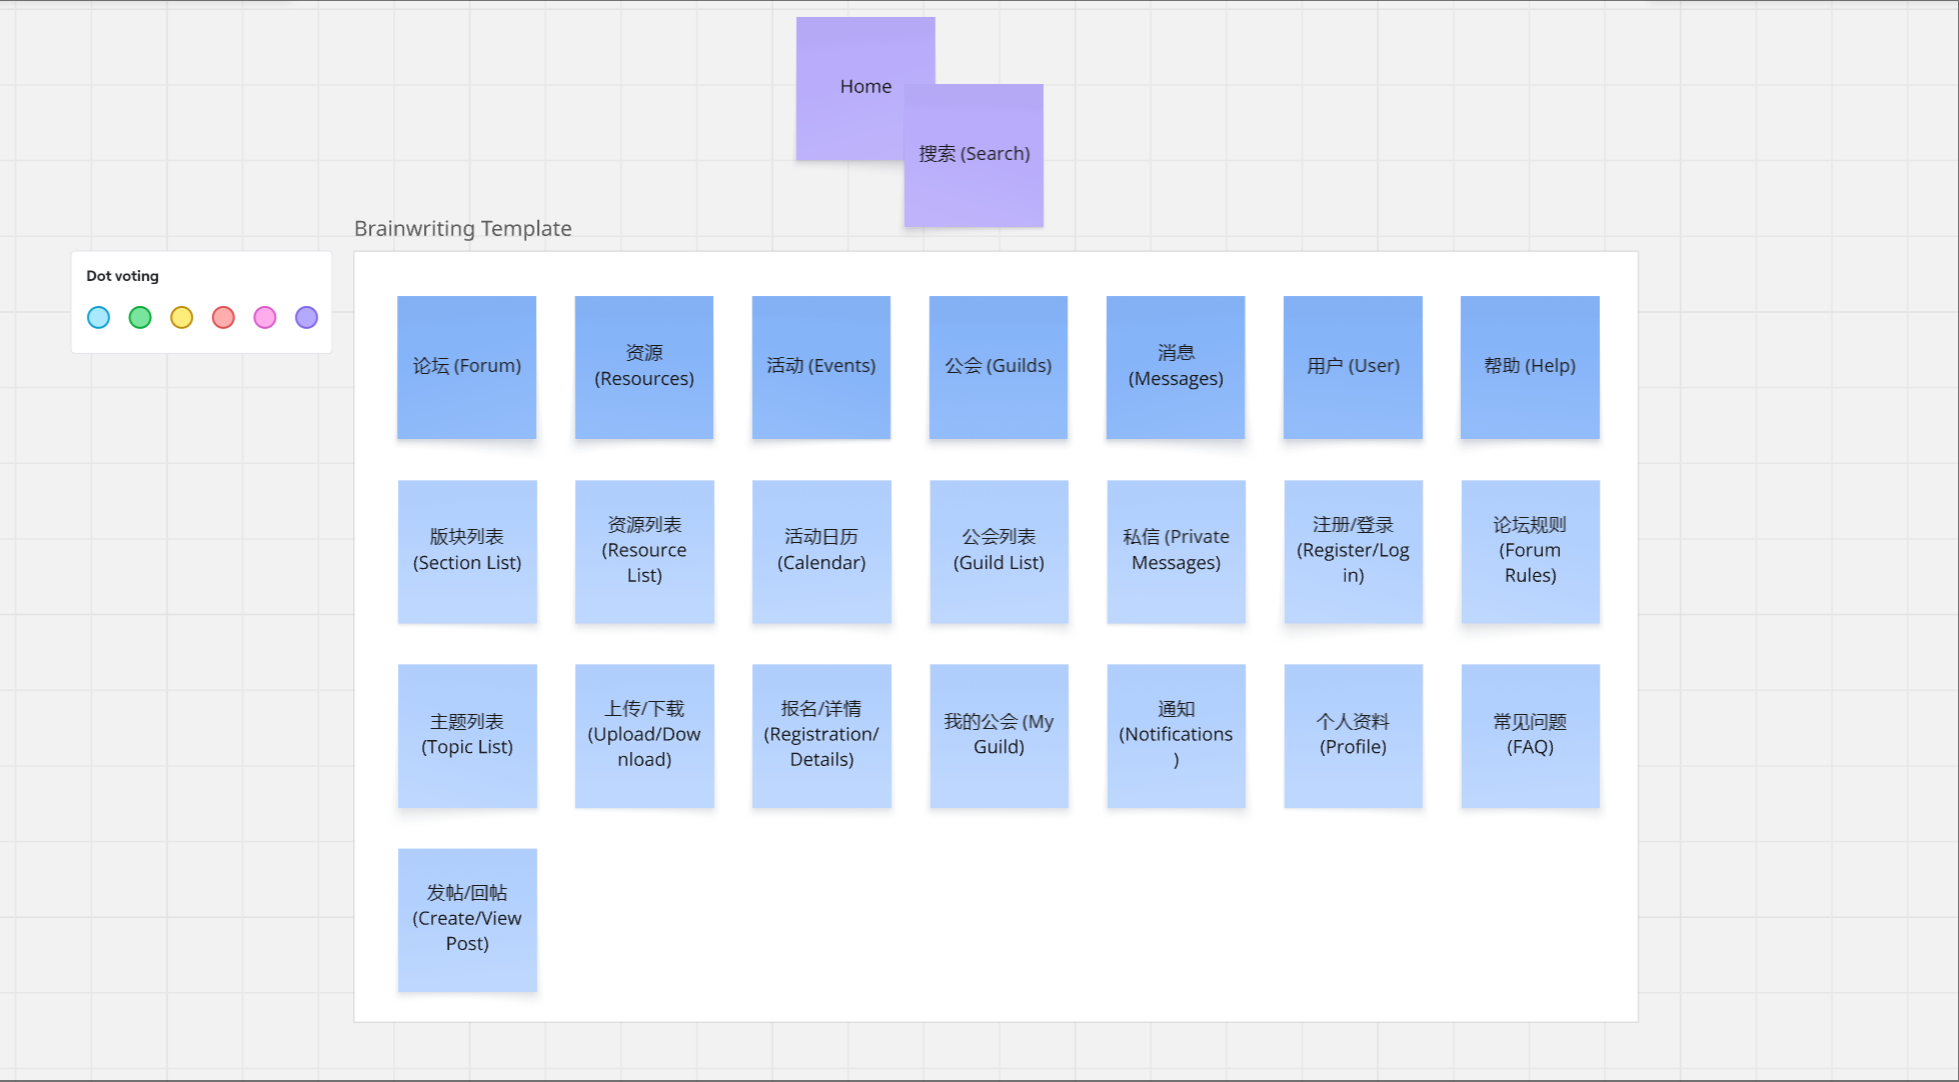 Home
搜索 (Search)
Brainwriting Template
Dot voting
论坛 (Forum)
资源
(Resources)
活动 (Events)
公会 (Guilds)
消息
(Messages)
用户 (User)
帮助 (Help)
版块列表
(Section List)
资源列表
(Resource
List)
活动日历
(Calendar)
公会列表
(Guild List)
私信 (Private
Messages)
注册/登录
(Register/Log
in)
论坛规则
(Forum
Rules)
主题列表
(Topic List)
上传/下载
(Upload/Dow
nload)
报名/详情
(Registration/
Details)
我的公会 (My
Guild)
通知
(Notifications
)
个人资料
(Profile)
常见问题
(FAQ)
发帖/回帖
(Create/View
Post)